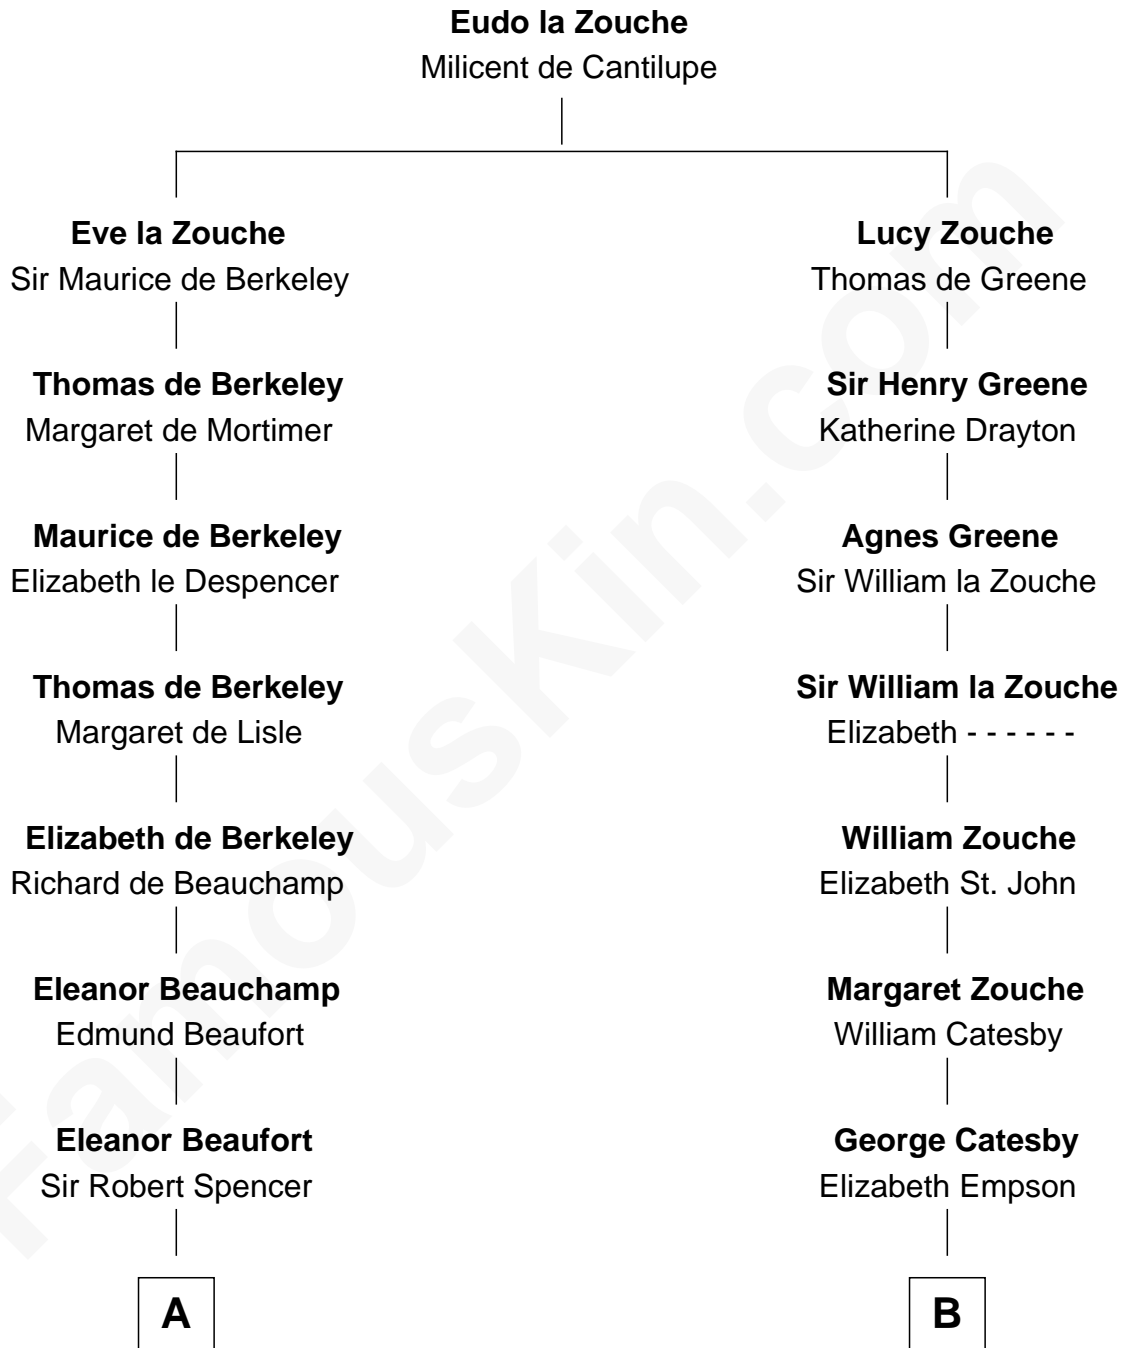 Eudo la Zouche
Milicent de Cantilupe
Eve la Zouche
Sir Maurice de Berkeley
Lucy Zouche
Thomas de Greene
Thomas de Berkeley
Margaret de Mortimer
Sir Henry Greene
Katherine Drayton
Maurice de Berkeley
Elizabeth le Despencer
Agnes Greene
Sir William la Zouche
Thomas de Berkeley
Margaret de Lisle
Sir William la Zouche
Elizabeth - - - - - -
Elizabeth de Berkeley
Richard de Beauchamp
William Zouche
Elizabeth St. John
Eleanor Beauchamp
Edmund Beaufort
Margaret Zouche
William Catesby
Eleanor Beaufort
Sir Robert Spencer
George Catesby
Elizabeth Empson
A
B
FamousKin.com